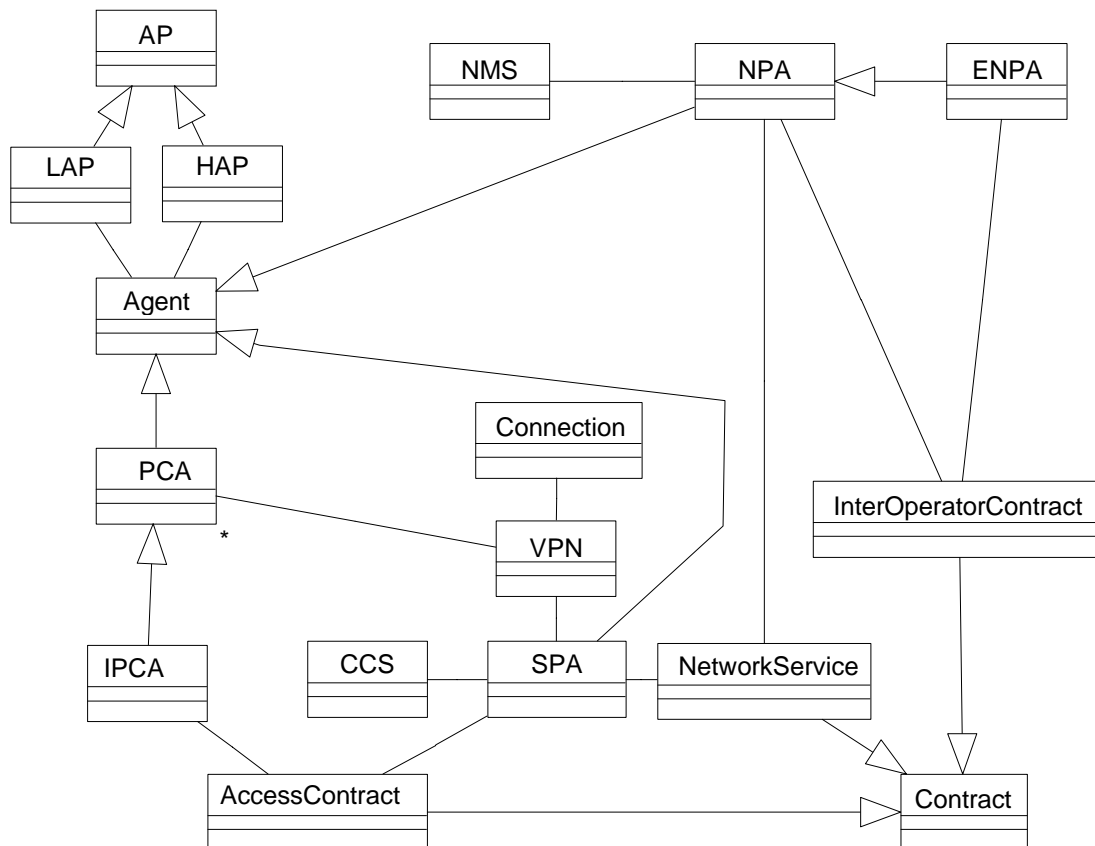 AP
NMS
NPA
ENPA
LAP
HAP
Agent
Connection
PCA
*
InterOperatorContract
VPN
IPCA
CCS
SPA
NetworkService
AccessContract
Contract